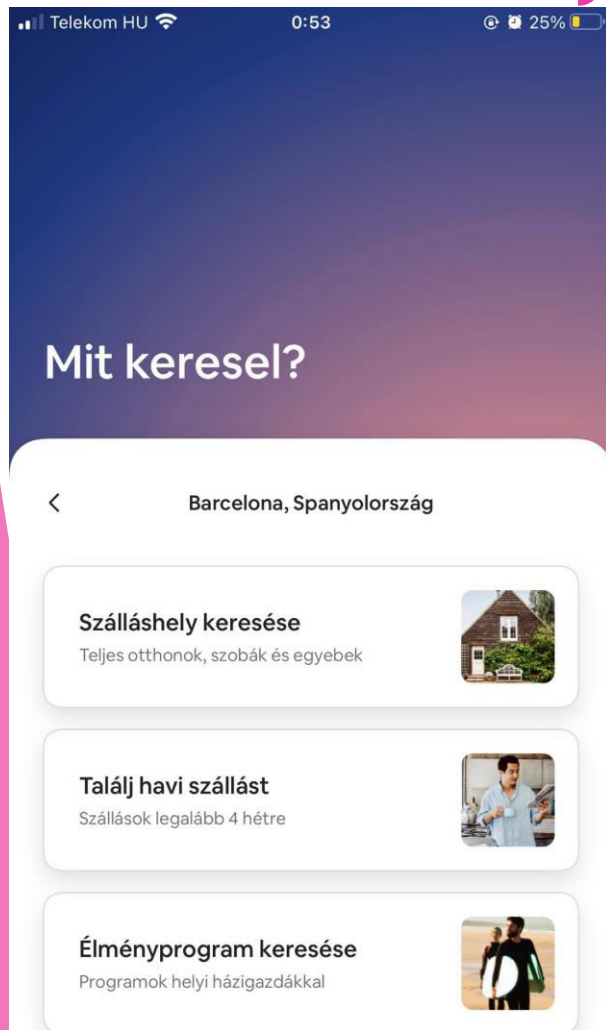 Telekom HU 0:53 25%
Mit keresel?
Barcelona, Spanyolország
Szálláshely keresése
Teljes otthonok, szobák és egyebek
Találj havi szállást
Szállások legalább 4 hétre
Élményprogram keresése
Programok helyi házigazdákkal